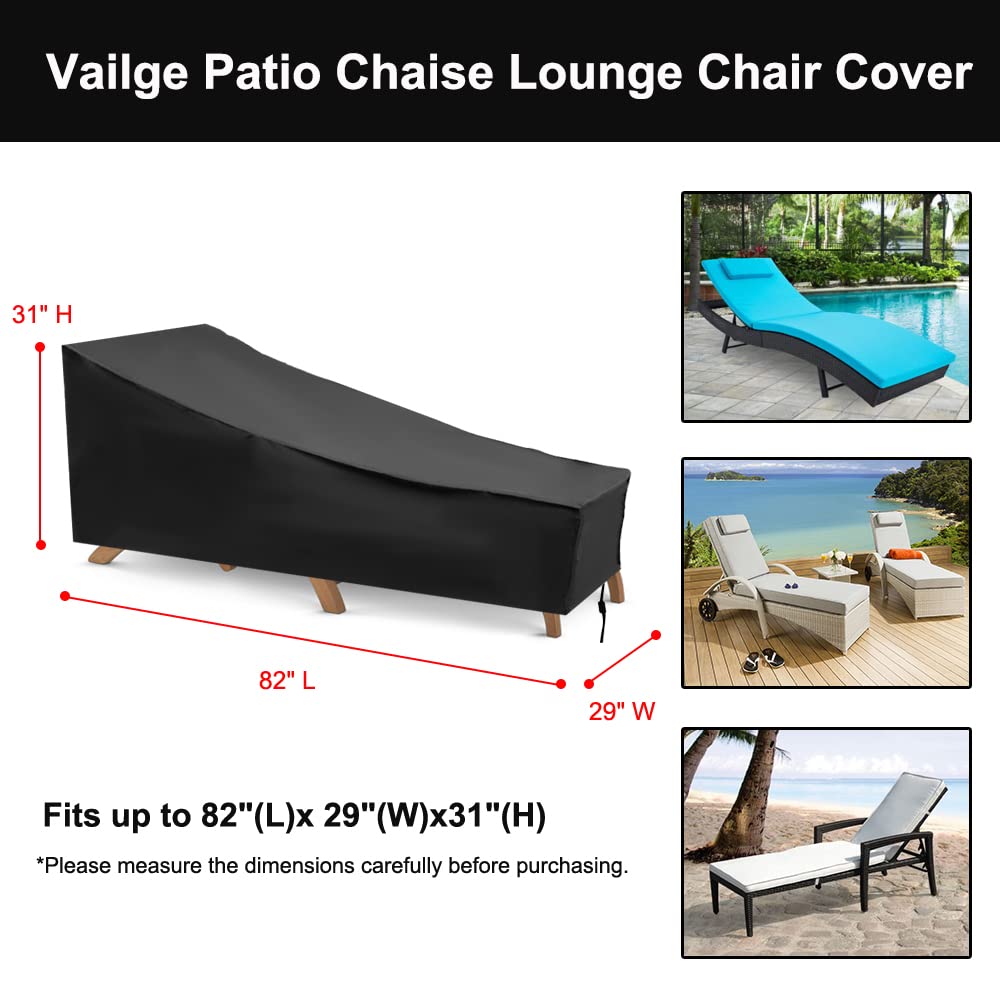 Vailge Patio Chaise Lounge Chair Cover
31" H
82" L
29" W
Fits up to 82"(L)x 29"(W)x31"(H)
*Please measure the dimensions carefully before purchasing.